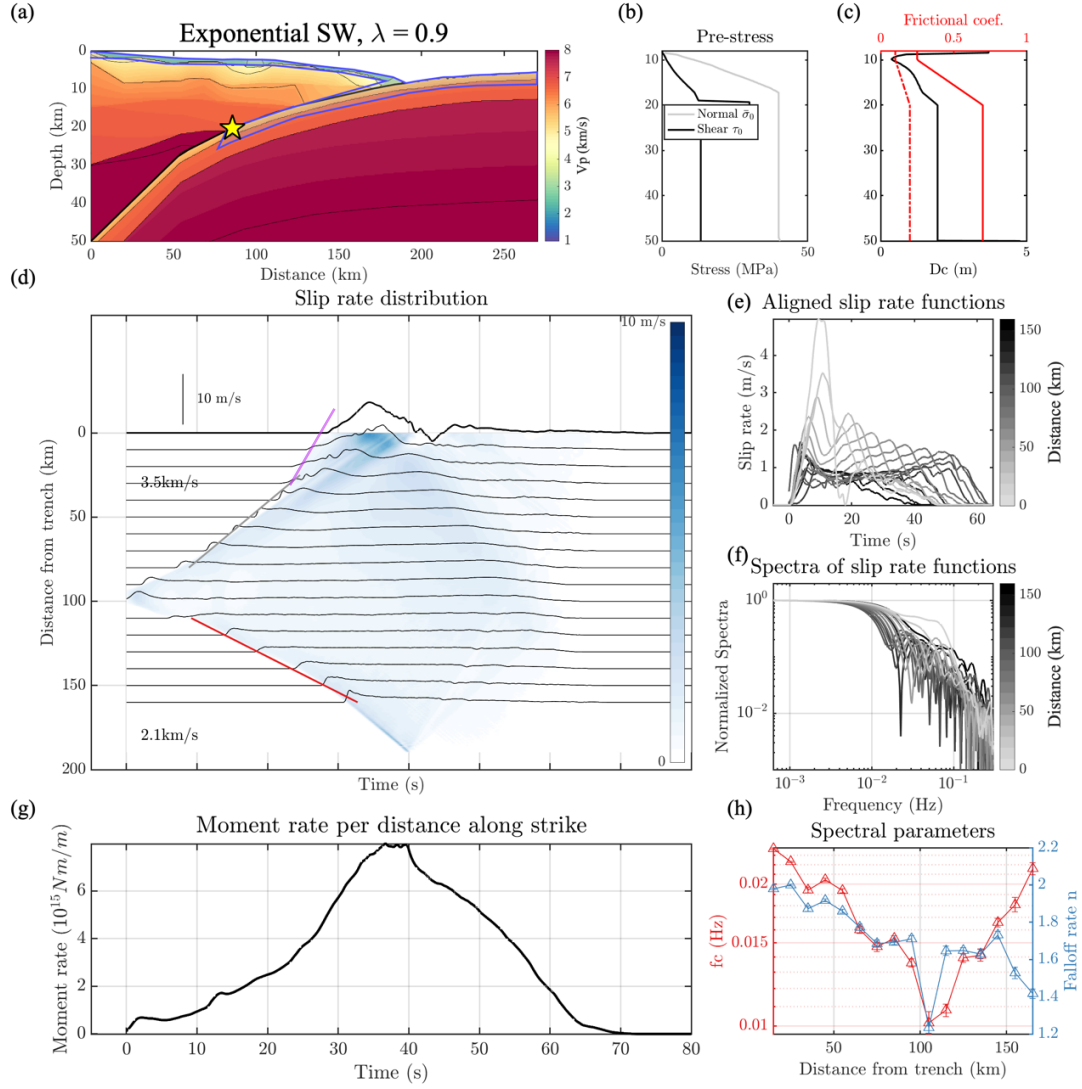 (a)
Exponential SW, λ = 0.9
0
10
20
30
40
50
Depth (km)
0 50 100 150 200 250
Distance (km)
8
7
6
5
4
3
2
1
Vp (km/s)
(b)
Pre-stress
10
20
30
40
50
Normal σ̄₀
Shear τ₀
0 50
Stress (MPa)
(c)
Frictional coef.
0 0.5 1
10
20
30
40
50
0 5
Dc (m)
(d)
Slip rate distribution
10 m/s
10 m/s
0
50
100
150
200
Distance from trench (km)
3.5km/s
2.1km/s
0
Time (s)
(e)
Aligned slip rate functions
4
3
2
1
0
Slip rate (m/s)
0 20 40 60
Time (s)
150
100
50
0
Distance (km)
(f)
Spectra of slip rate functions
10⁰
10⁻²
Normalized Spectra
10⁻³ 10⁻² 10⁻¹
Frequency (Hz)
150
100
50
0
Distance (km)
(g)
Moment rate per distance along strike
6
4
2
0
Moment rate (10¹⁵Nm/m)
0 10 20 30 40 50 60 70 80
Time (s)
(h)
Spectral parameters
0.02
0.015
0.01
fc (Hz)
2.2
2
1.8
1.6
1.4
1.2
Falloff rate n
50 100 150
Distance from trench (km)